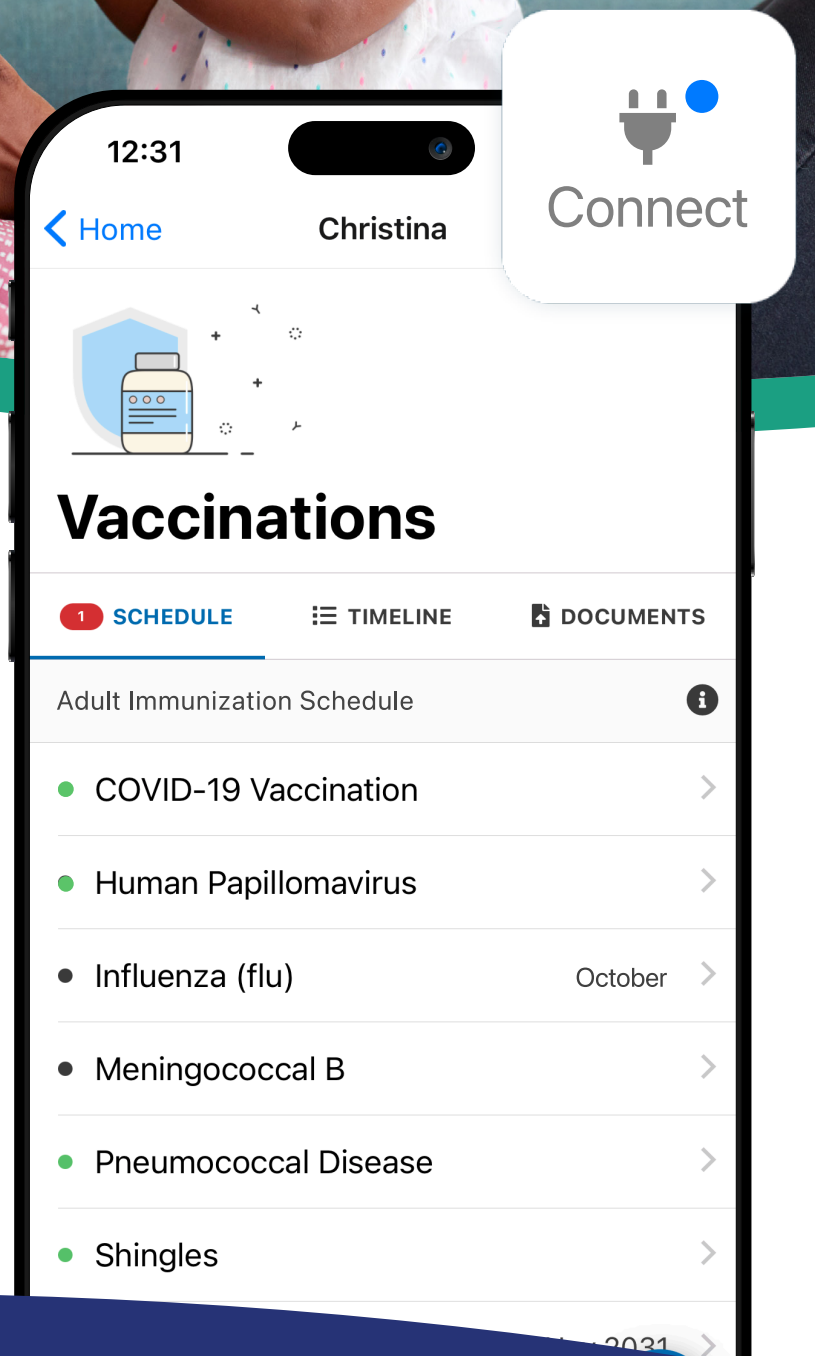 12:31
Connect
Home
Christina
Vaccinations
1 SCHEDULE
TIMELINE
DOCUMENTS
Adult Immunization Schedule
COVID-19 Vaccination
Human Papillomavirus
Influenza (flu) October
Meningococcal B
Pneumococcal Disease
Shingles
2031